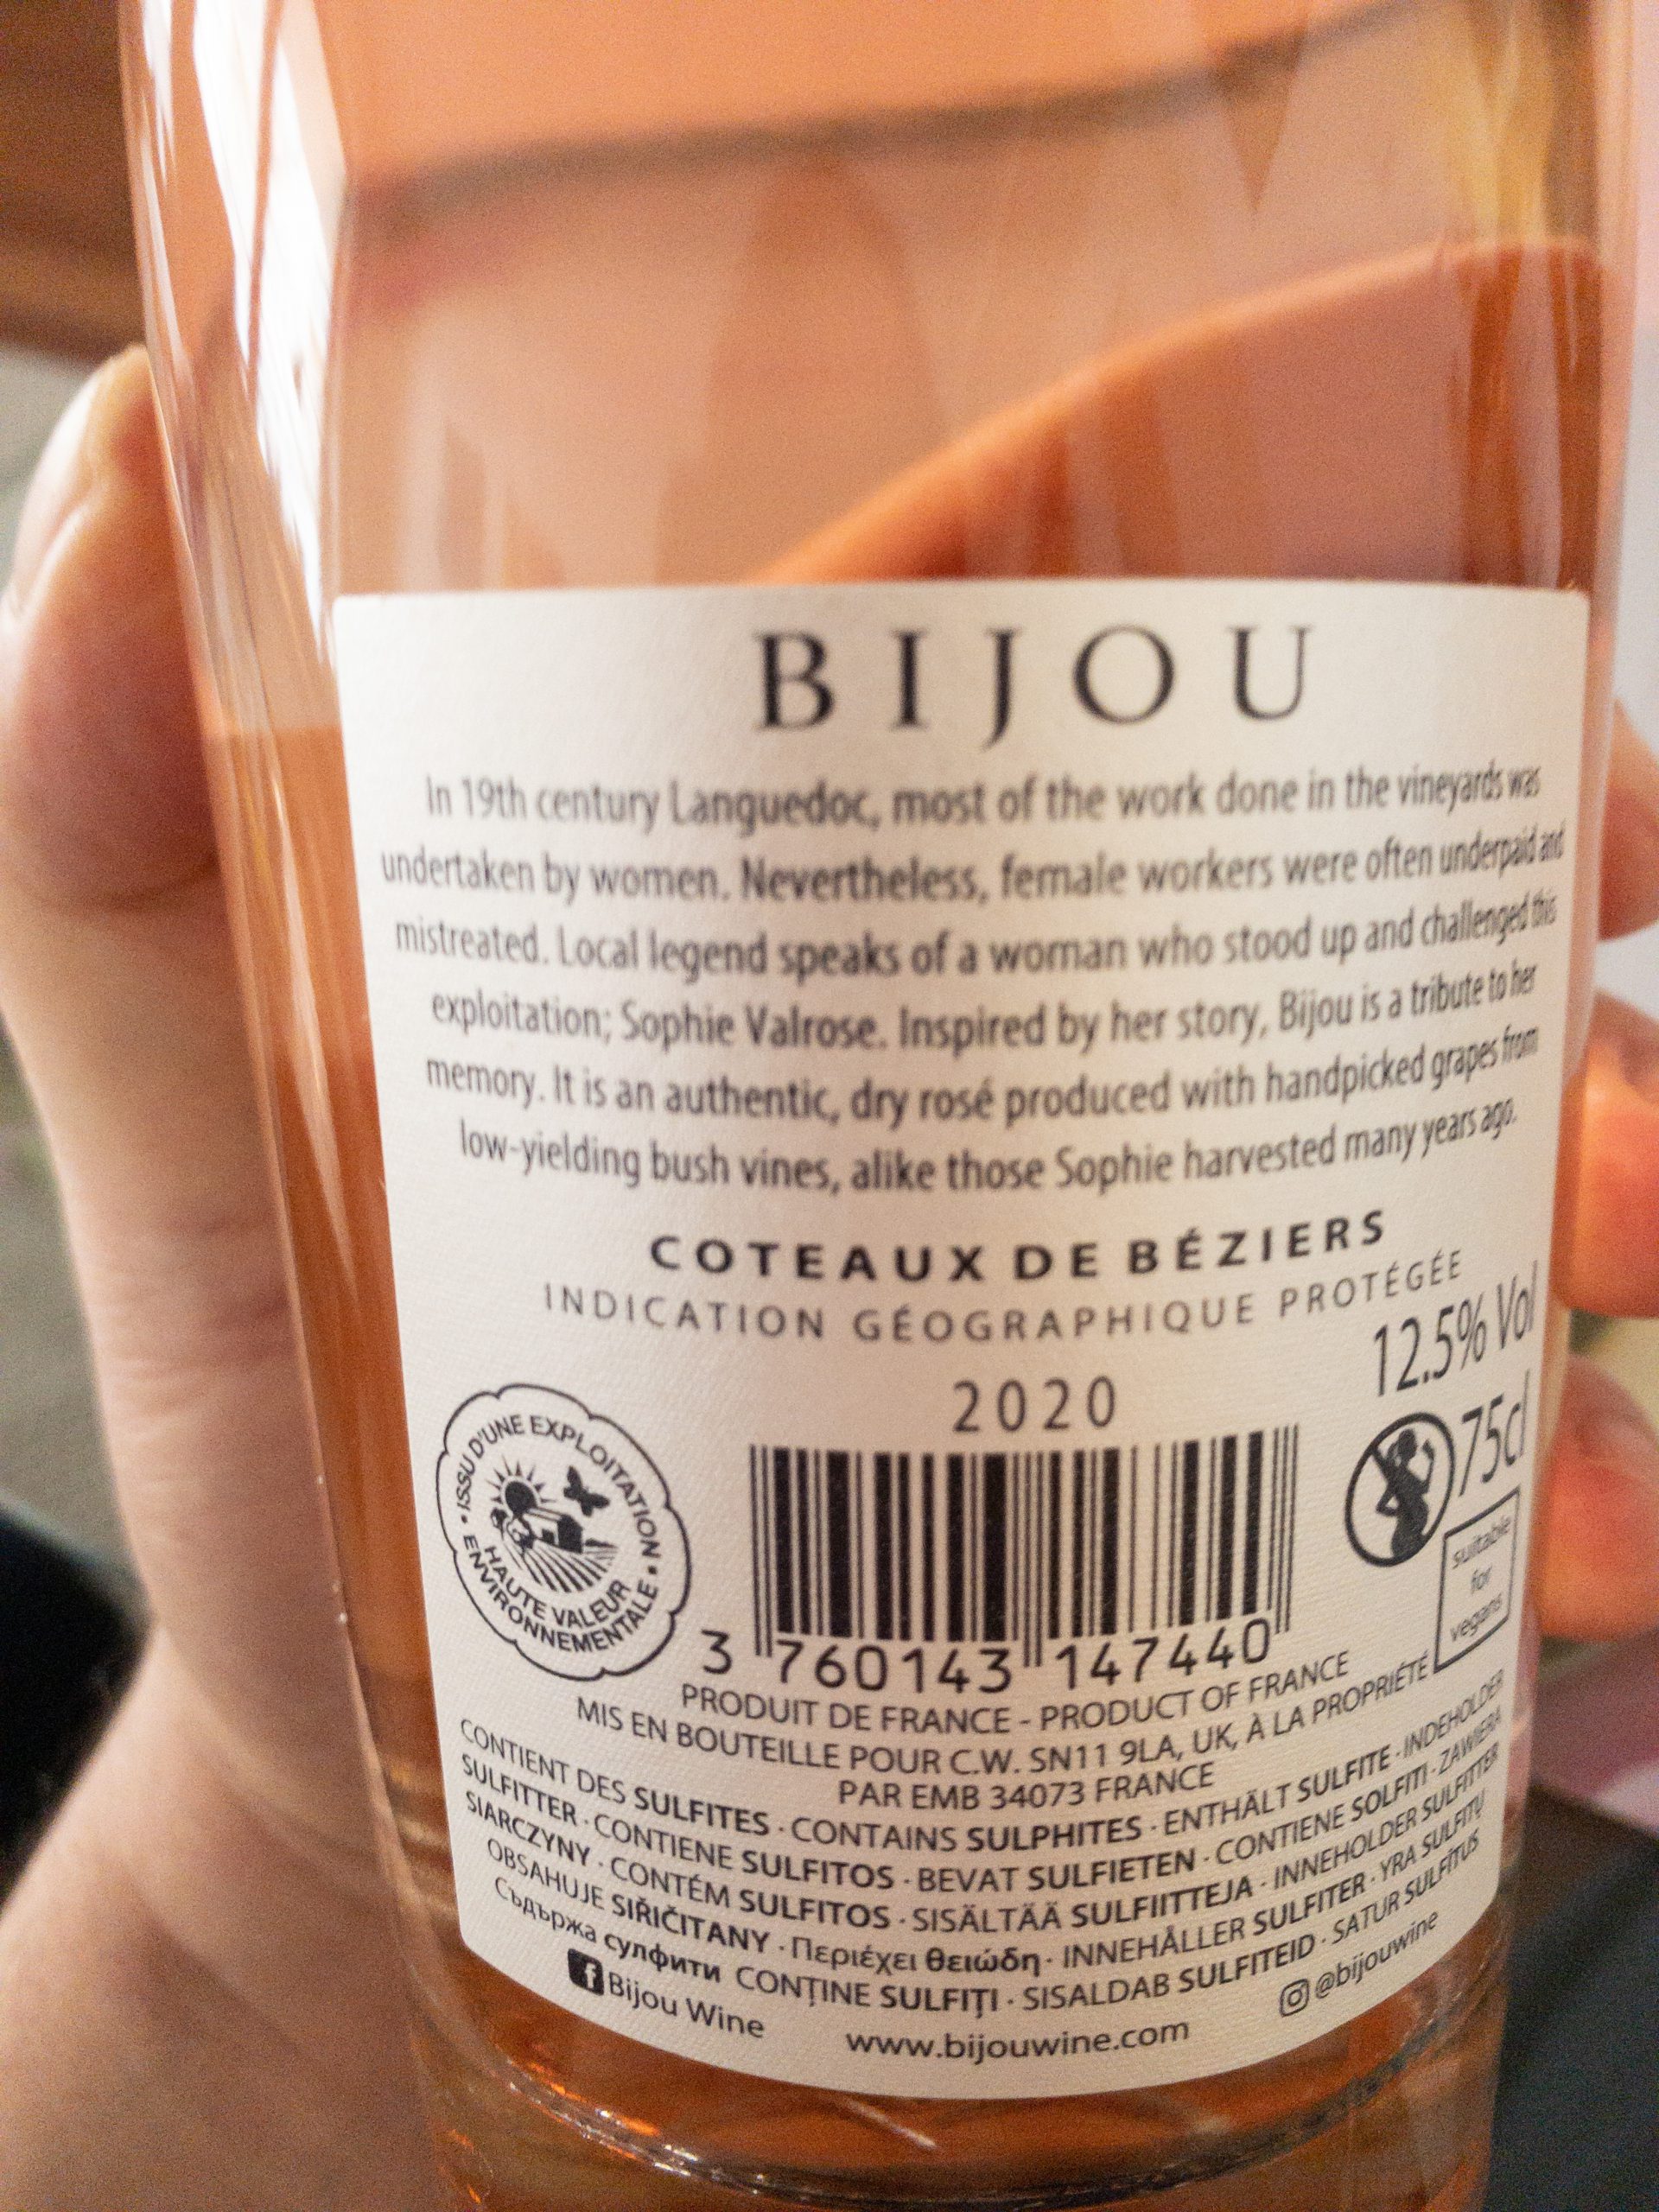 BIJOU
In 19th century Languedoc, most of the work done in the vineyards was
undertaken by women. Nevertheless, female workers were often underpaid and
mistreated. Local legend speaks of a woman who stood up and challenged this
exploitation; Sophie Valrose. Inspired by her story, Bijou is a tribute to her
memory. It is an authentic, dry rosé produced with handpicked grapes from
low-yielding bush vines, alike those Sophie harvested many years ago.
COTEAUX DE BÉZIERS
INDICATION GÉOGRAPHIQUE PROTÉGÉE
12.5% Vol
2020
75cl
• ISSU D'UNE EXPLOITATION •
HAUTE VALEUR
ENVIRONNEMENTALE
suitable
for
vegans
3 760143 147440
PRODUIT DE FRANCE - PRODUCT OF FRANCE
MIS EN BOUTEILLE POUR C.W. SN11 9LA, UK, À LA PROPRIÉTÉ
PAR EMB 34073 FRANCE
CONTIENT DES SULFITES · CONTAINS SULPHITES · ENTHÄLT SULFITE · INDEHOLDER
SULFITTER · CONTIENE SULFITOS · BEVAT SULFIETEN · CONTIENE SOLFITI · ZAWIERA
SIARCZYNY · CONTÉM SULFITOS · SISÄLTÄÄ SULFIITTEJA · INNEHOLDER SULFITTER
OBSAHUJE SIŘIČITANY · Περιέχει θειώδη · INNEHÅLLER SULFITER · YRA SULFITŲ
Съдържа сулфити CONȚINE SULFIȚI · SISALDAB SULFITEID · SATUR SULFĪTUS
Bijou Wine
www.bijouwine.com
@bijouwine